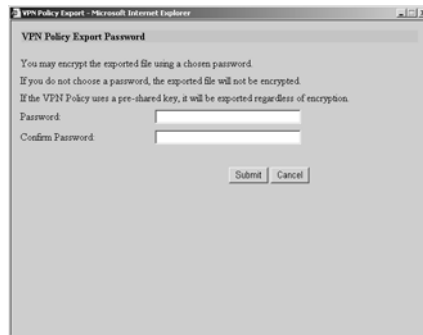 VPN Policy Export - Microsoft Internet Explorer
VPN Policy Export Password
You may encrypt the exported file using a chosen password.
If you do not choose a password, the exported file will not be encrypted.
If the VPN Policy uses a pre-shared key, it will be exported regardless of encryption.
Password:
Confirm Password:
Submit Cancel